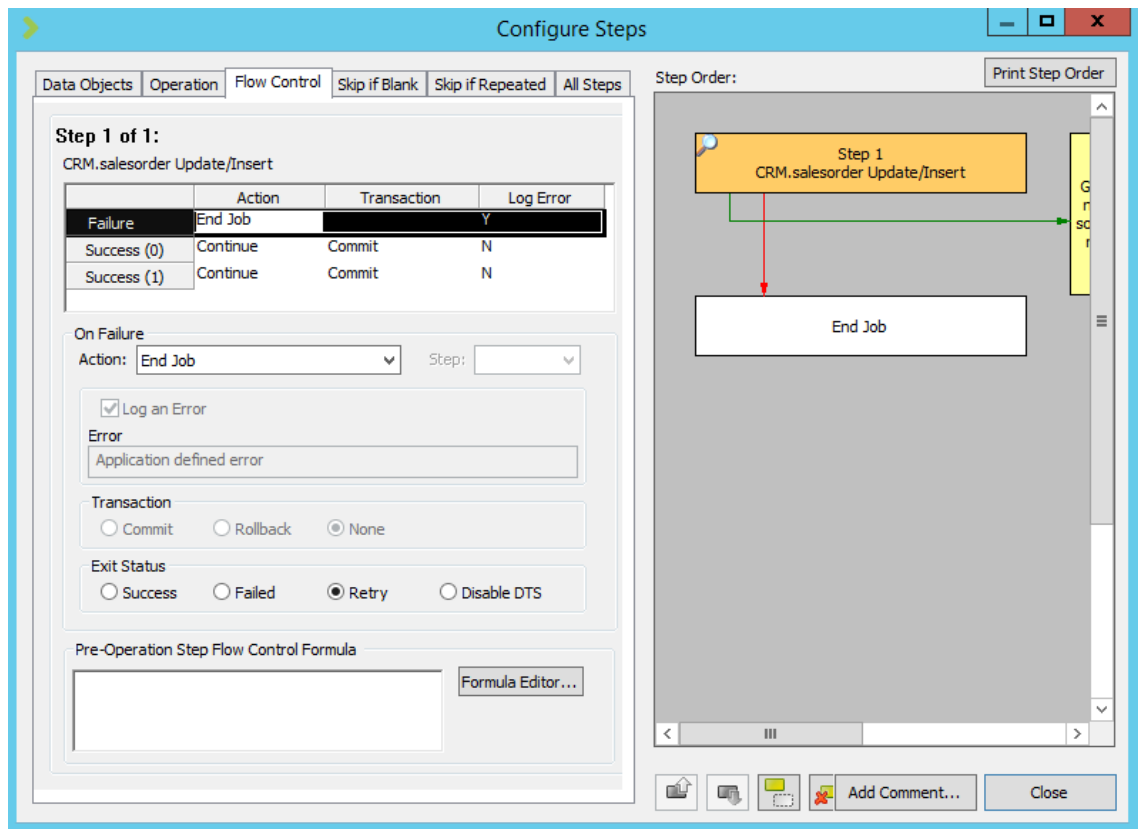 Configure Steps
Data Objects Operation Flow Control Skip if Blank Skip if Repeated All Steps
Step 1 of 1:
CRM.salesorder Update/Insert
Action Transaction Log Error
Failure End Job Y
Success (0) Continue Commit N
Success (1) Continue Commit N
On Failure
Action: End Job Step:
Log an Error
Error
Application defined error
Transaction
Commit Rollback None
Exit Status
Success Failed Retry Disable DTS
Pre-Operation Step Flow Control Formula
Formula Editor...
Step Order: Print Step Order
Step 1
CRM.salesorder Update/Insert
End Job
Add Comment... Close